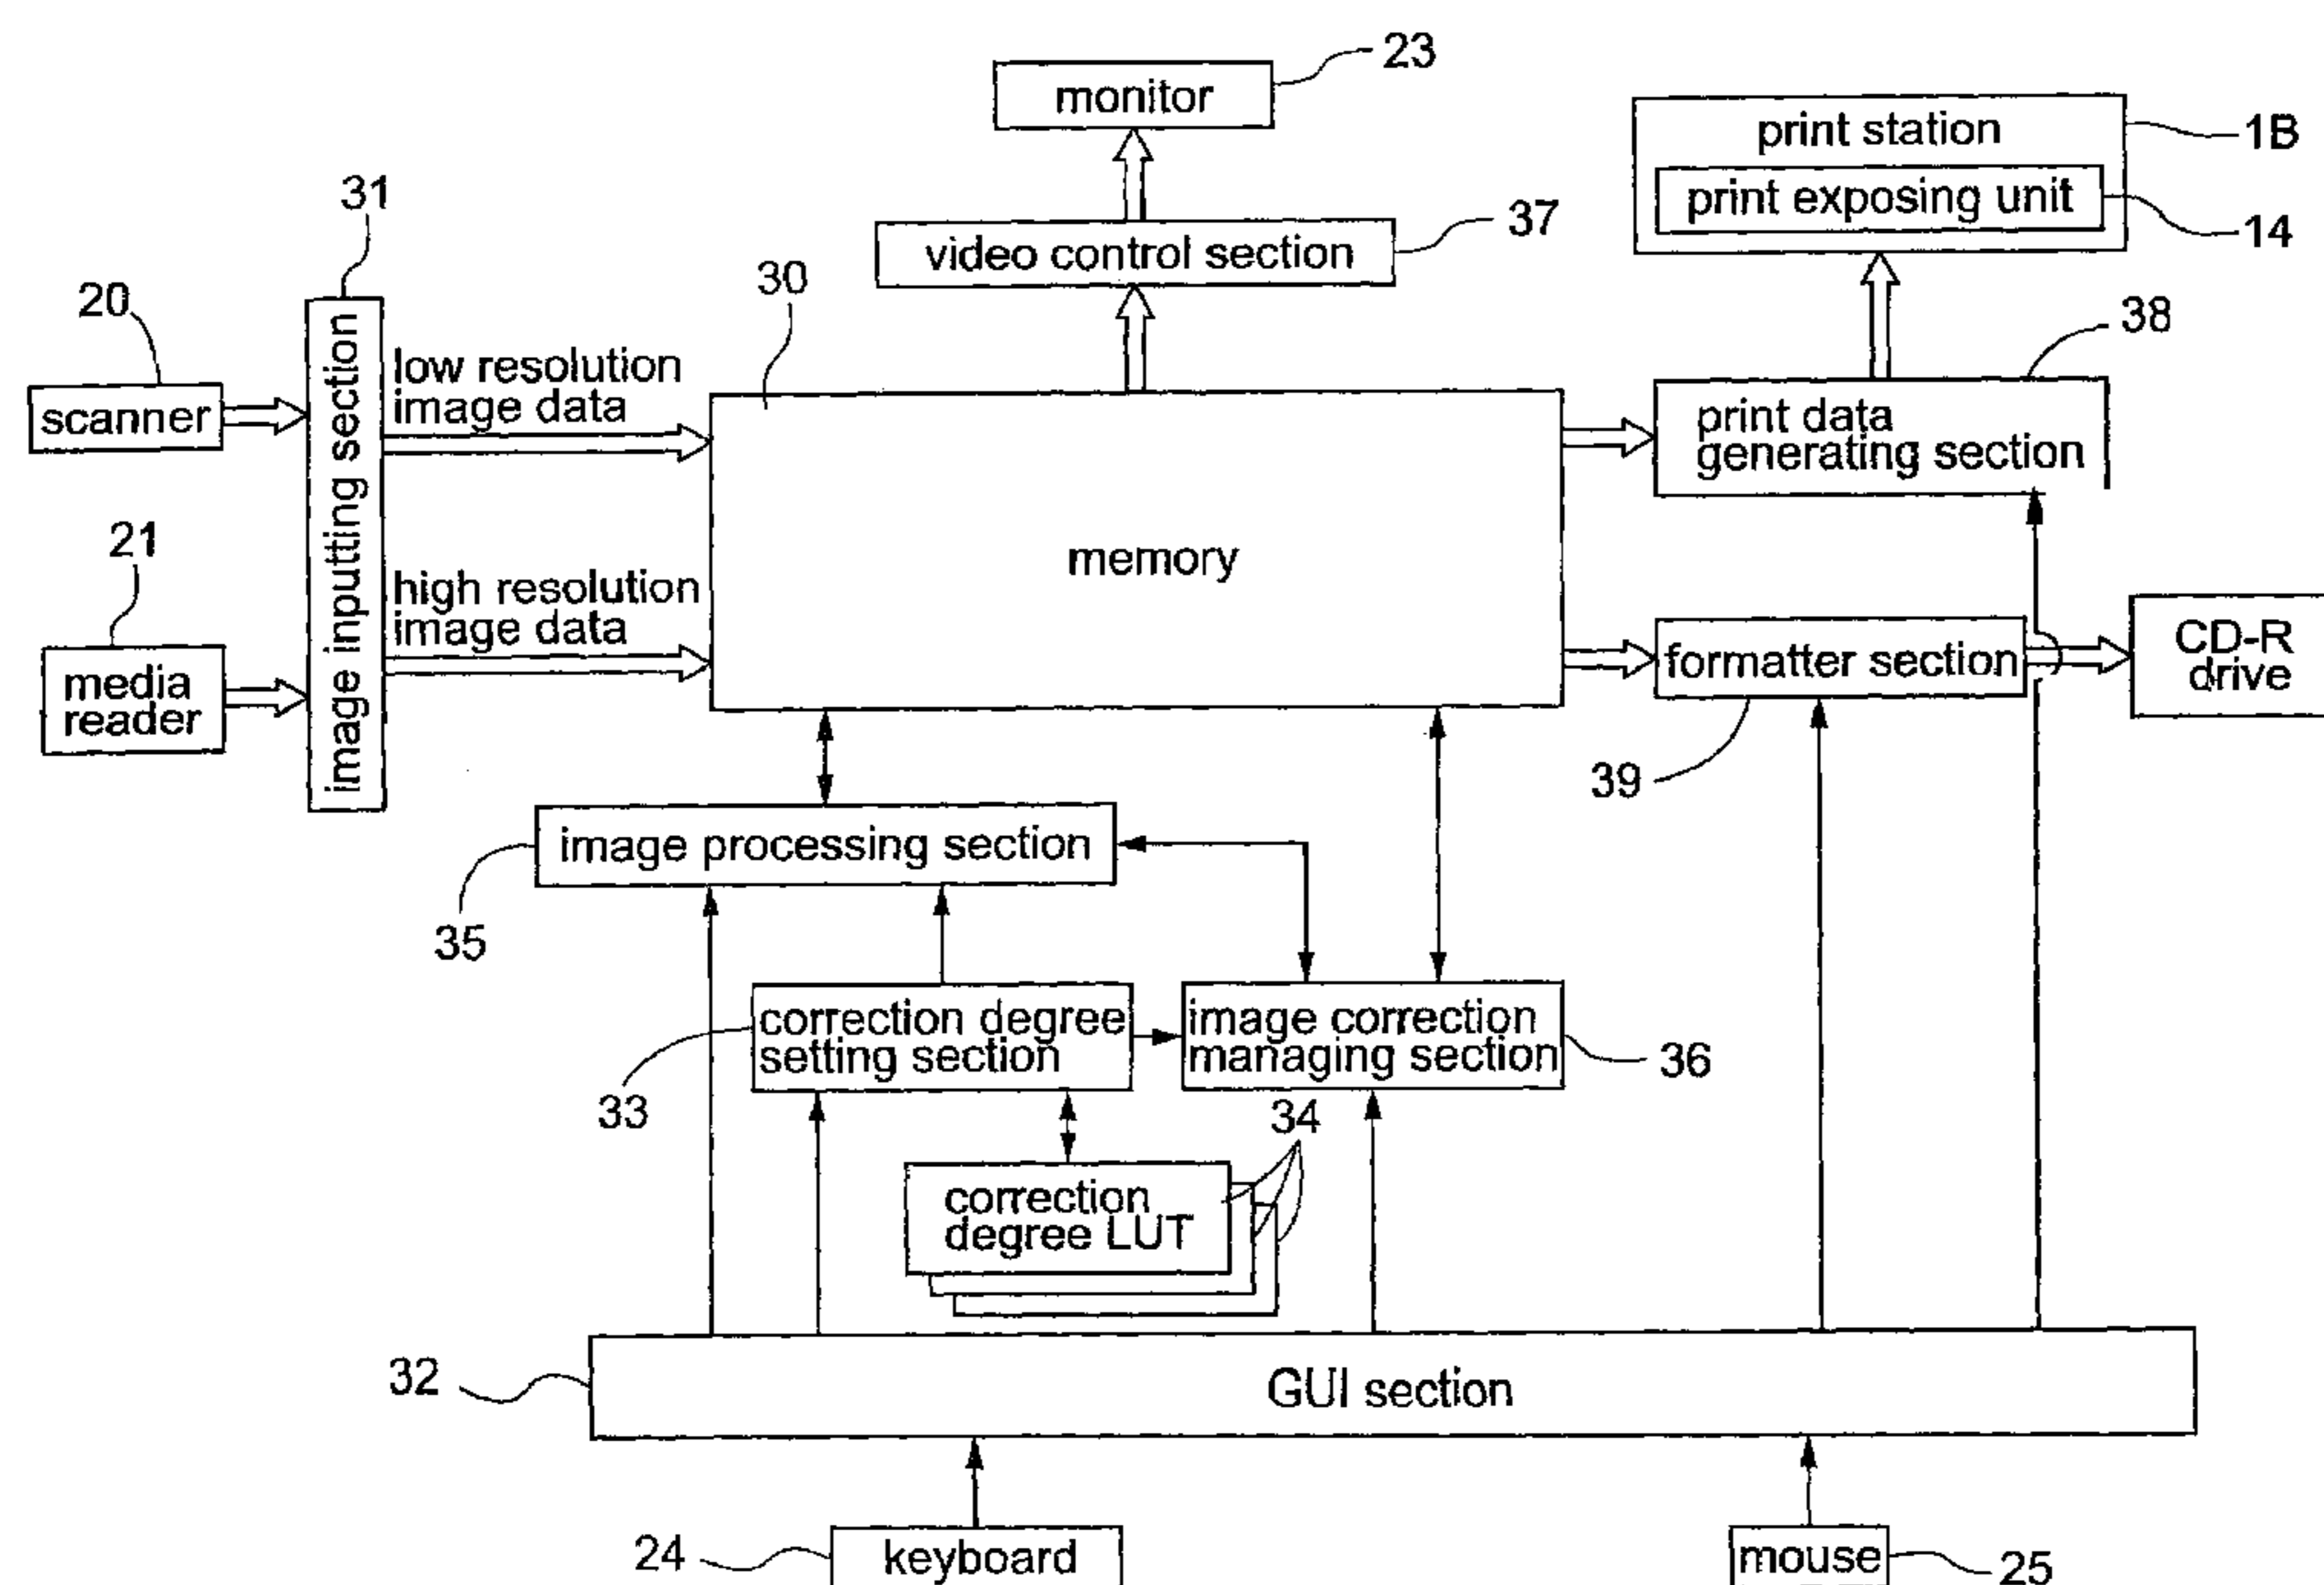 23
monitor
print station
1B
print exposing unit
14
31
37
video control section
30
20
38
image inputting section
low resolution
image data
scanner
print data
generating section
21
memory
high resolution
image data
CD-R
drive
formatter section
media
reader
39
image processing section
35
correction degree
setting section
image correction
managing section
36
33
34
correction
degree LUT
32
GUI section
24
keyboard
mouse
25